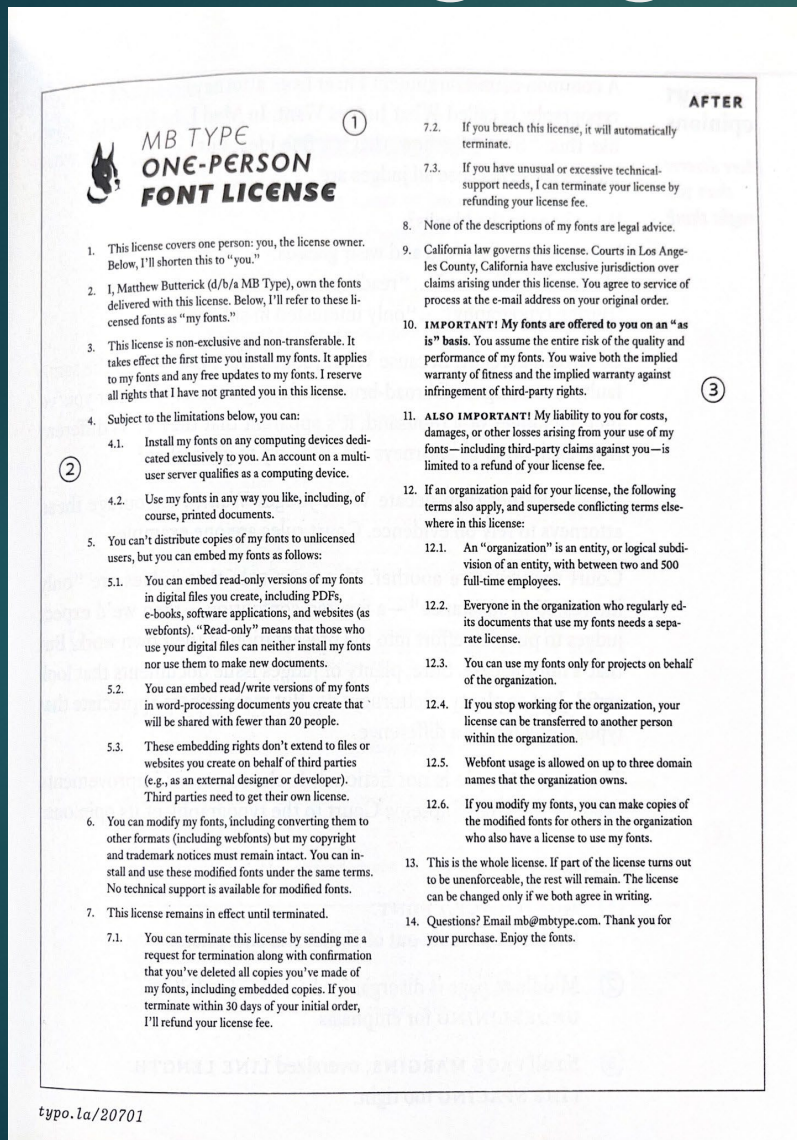 AFTER
①
MB TYPE
ONE-PERSON
FONT LICENSE
1. This license covers one person: you, the license owner.
Below, I'll shorten this to “you.”
2. I, Matthew Butterick (d/b/a MB Type), own the fonts
delivered with this license. Below, I'll refer to these li-
censed fonts as “my fonts.”
3. This license is non-exclusive and non-transferable. It
takes effect the first time you install my fonts. It applies
to my fonts and any free updates to my fonts. I reserve
all rights that I have not granted you in this license.
4. Subject to the limitations below, you can:
4.1. Install my fonts on any computing devices dedi-
cated exclusively to you. An account on a multi-
user server qualifies as a computing device.
②
4.2. Use my fonts in any way you like, including, of
course, printed documents.
5. You can't distribute copies of my fonts to unlicensed
users, but you can embed my fonts as follows:
5.1. You can embed read-only versions of my fonts
in digital files you create, including PDFs,
e-books, software applications, and websites (as
webfonts). “Read-only” means that those who
use your digital files can neither install my fonts
nor use them to make new documents.
5.2. You can embed read/write versions of my fonts
in word-processing documents you create that
will be shared with fewer than 20 people.
5.3. These embedding rights don't extend to files or
websites you create on behalf of third parties
(e.g., as an external designer or developer).
Third parties need to get their own license.
6. You can modify my fonts, including converting them to
other formats (including webfonts) but my copyright
and trademark notices must remain intact. You can in-
stall and use these modified fonts under the same terms.
No technical support is available for modified fonts.
7. This license remains in effect until terminated.
7.1. You can terminate this license by sending me a
request for termination along with confirmation
that you've deleted all copies you've made of
my fonts, including embedded copies. If you
terminate within 30 days of your initial order,
I'll refund your license fee.
7.2. If you breach this license, it will automatically
terminate.
7.3. If you have unusual or excessive technical-
support needs, I can terminate your license by
refunding your license fee.
8. None of the descriptions of my fonts are legal advice.
9. California law governs this license. Courts in Los Ange-
les County, California have exclusive jurisdiction over
claims arising under this license. You agree to service of
process at the e-mail address on your original order.
10. IMPORTANT! My fonts are offered to you on an “as
is” basis. You assume the entire risk of the quality and
performance of my fonts. You waive both the implied
warranty of fitness and the implied warranty against
infringement of third-party rights.
③
11. ALSO IMPORTANT! My liability to you for costs,
damages, or other losses arising from your use of my
fonts—including third-party claims against you—is
limited to a refund of your license fee.
12. If an organization paid for your license, the following
terms also apply, and supersede conflicting terms else-
where in this license:
12.1. An “organization” is an entity, or logical subdi-
vision of an entity, with between two and 500
full-time employees.
12.2. Everyone in the organization who regularly ed-
its documents that use my fonts needs a sepa-
rate license.
12.3. You can use my fonts only for projects on behalf
of the organization.
12.4. If you stop working for the organization, your
license can be transferred to another person
within the organization.
12.5. Webfont usage is allowed on up to three domain
names that the organization owns.
12.6. If you modify my fonts, you can make copies of
the modified fonts for others in the organization
who also have a license to use my fonts.
13. This is the whole license. If part of the license turns out
to be unenforceable, the rest will remain. The license
can be changed only if we both agree in writing.
14. Questions? Email mb@mbtype.com. Thank you for
your purchase. Enjoy the fonts.
typo.la/20701